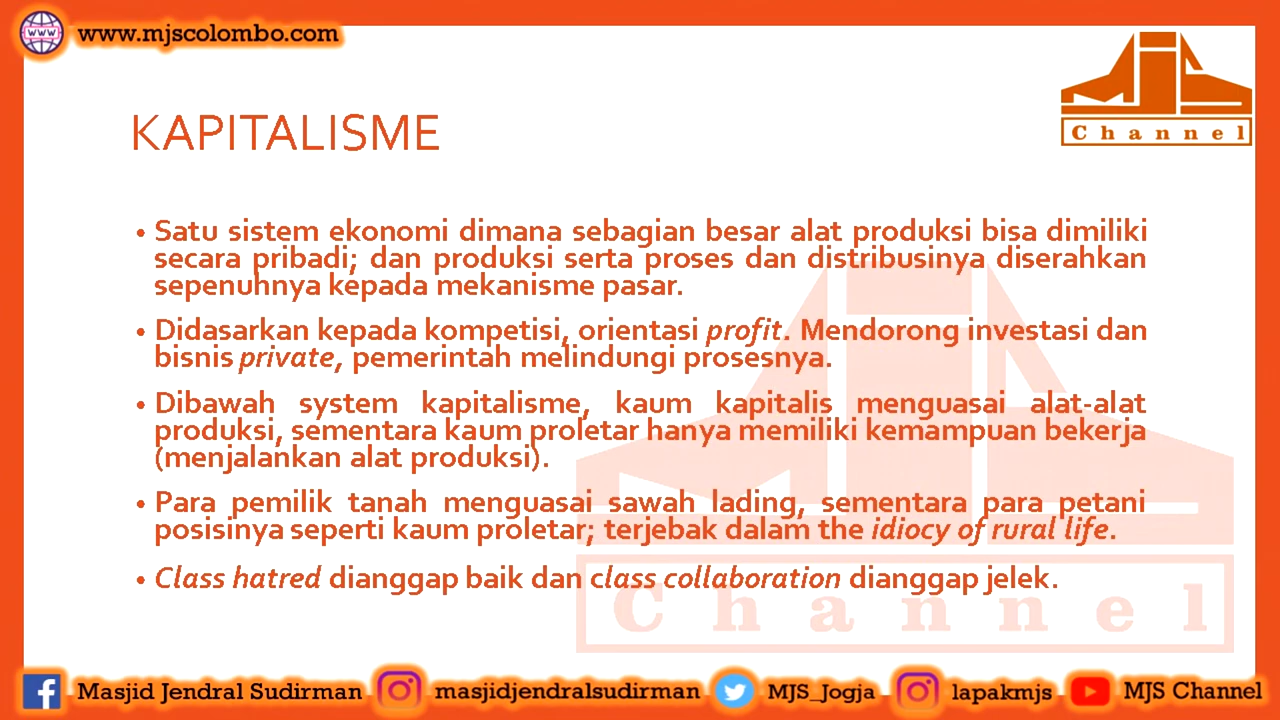 www.mjscolombo.com
MJS
Channel
KAPITALISME
• Satu sistem ekonomi dimana sebagian besar alat produksi bisa dimiliki
secara pribadi; dan produksi serta proses dan distribusinya diserahkan
sepenuhnya kepada mekanisme pasar.
• Didasarkan kepada kompetisi, orientasi profit. Mendorong investasi dan
bisnis private, pemerintah melindungi prosesnya.
• Dibawah system kapitalisme, kaum kapitalis menguasai alat-alat
produksi, sementara kaum proletar hanya memiliki kemampuan bekerja
(menjalankan alat produksi).
• Para pemilik tanah menguasai sawah lading, sementara para petani
posisinya seperti kaum proletar; terjebak dalam the idiocy of rural life.
• Class hatred dianggap baik dan class collaboration dianggap jelek.
Channel
Masjid Jendral Sudirman masjidjendralsudirman MJS_Jogja lapakmjs MJS Channel